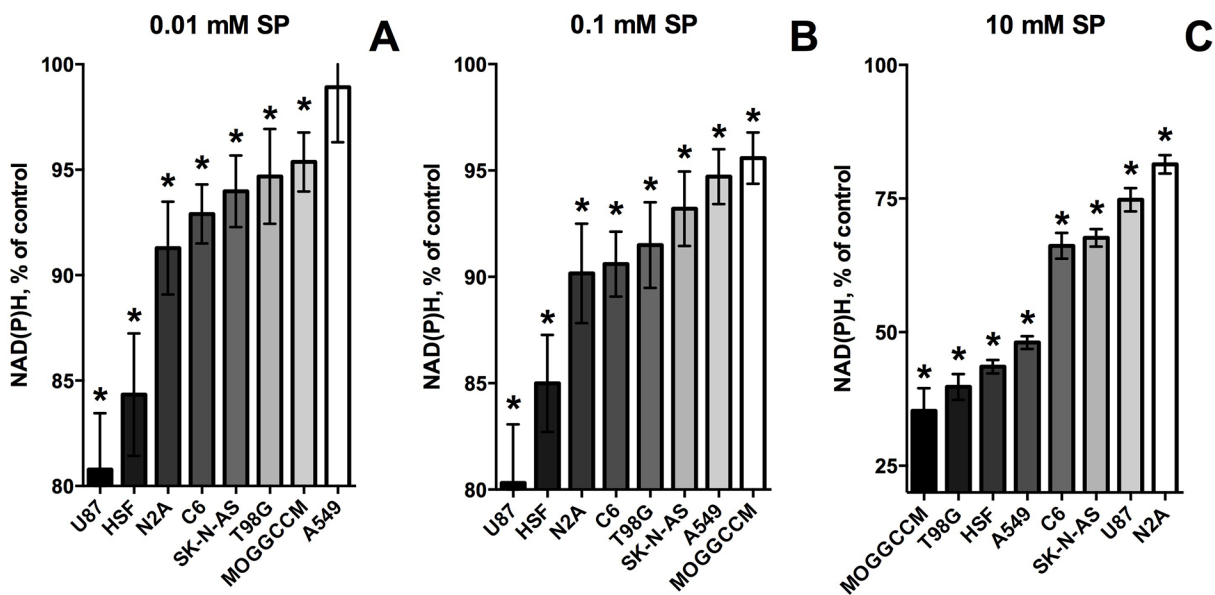 0.01 mM SP
A
NAD(P)H, % of control
100
95
90
85
80
*
*
*
*
*
*
*
U87
HSF
N2A
C6
SK-N-AS
T98G
MOGGCCM
A549
0.1 mM SP
B
NAD(P)H, % of control
100
95
90
85
80
*
*
*
*
*
*
*
*
U87
HSF
N2A
C6
T98G
SK-N-AS
A549
MOGGCCM
10 mM SP
C
NAD(P)H, % of control
100
75
50
25
*
*
*
*
*
*
*
*
MOGGCCM
T98G
HSF
A549
C6
SK-N-AS
U87
N2A